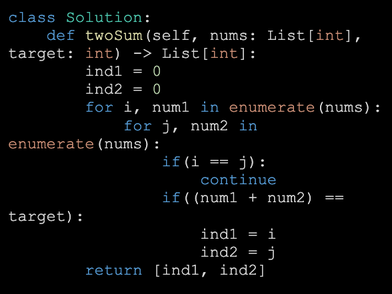 class Solution:
    def twoSum(self, nums: List[int],
target: int) -> List[int]:
        ind1 = 0
        ind2 = 0
        for i, num1 in enumerate(nums):
            for j, num2 in
enumerate(nums):
                if(i == j):
                    continue
                if((num1 + num2) ==
target):
                    ind1 = i
                    ind2 = j
        return [ind1, ind2]